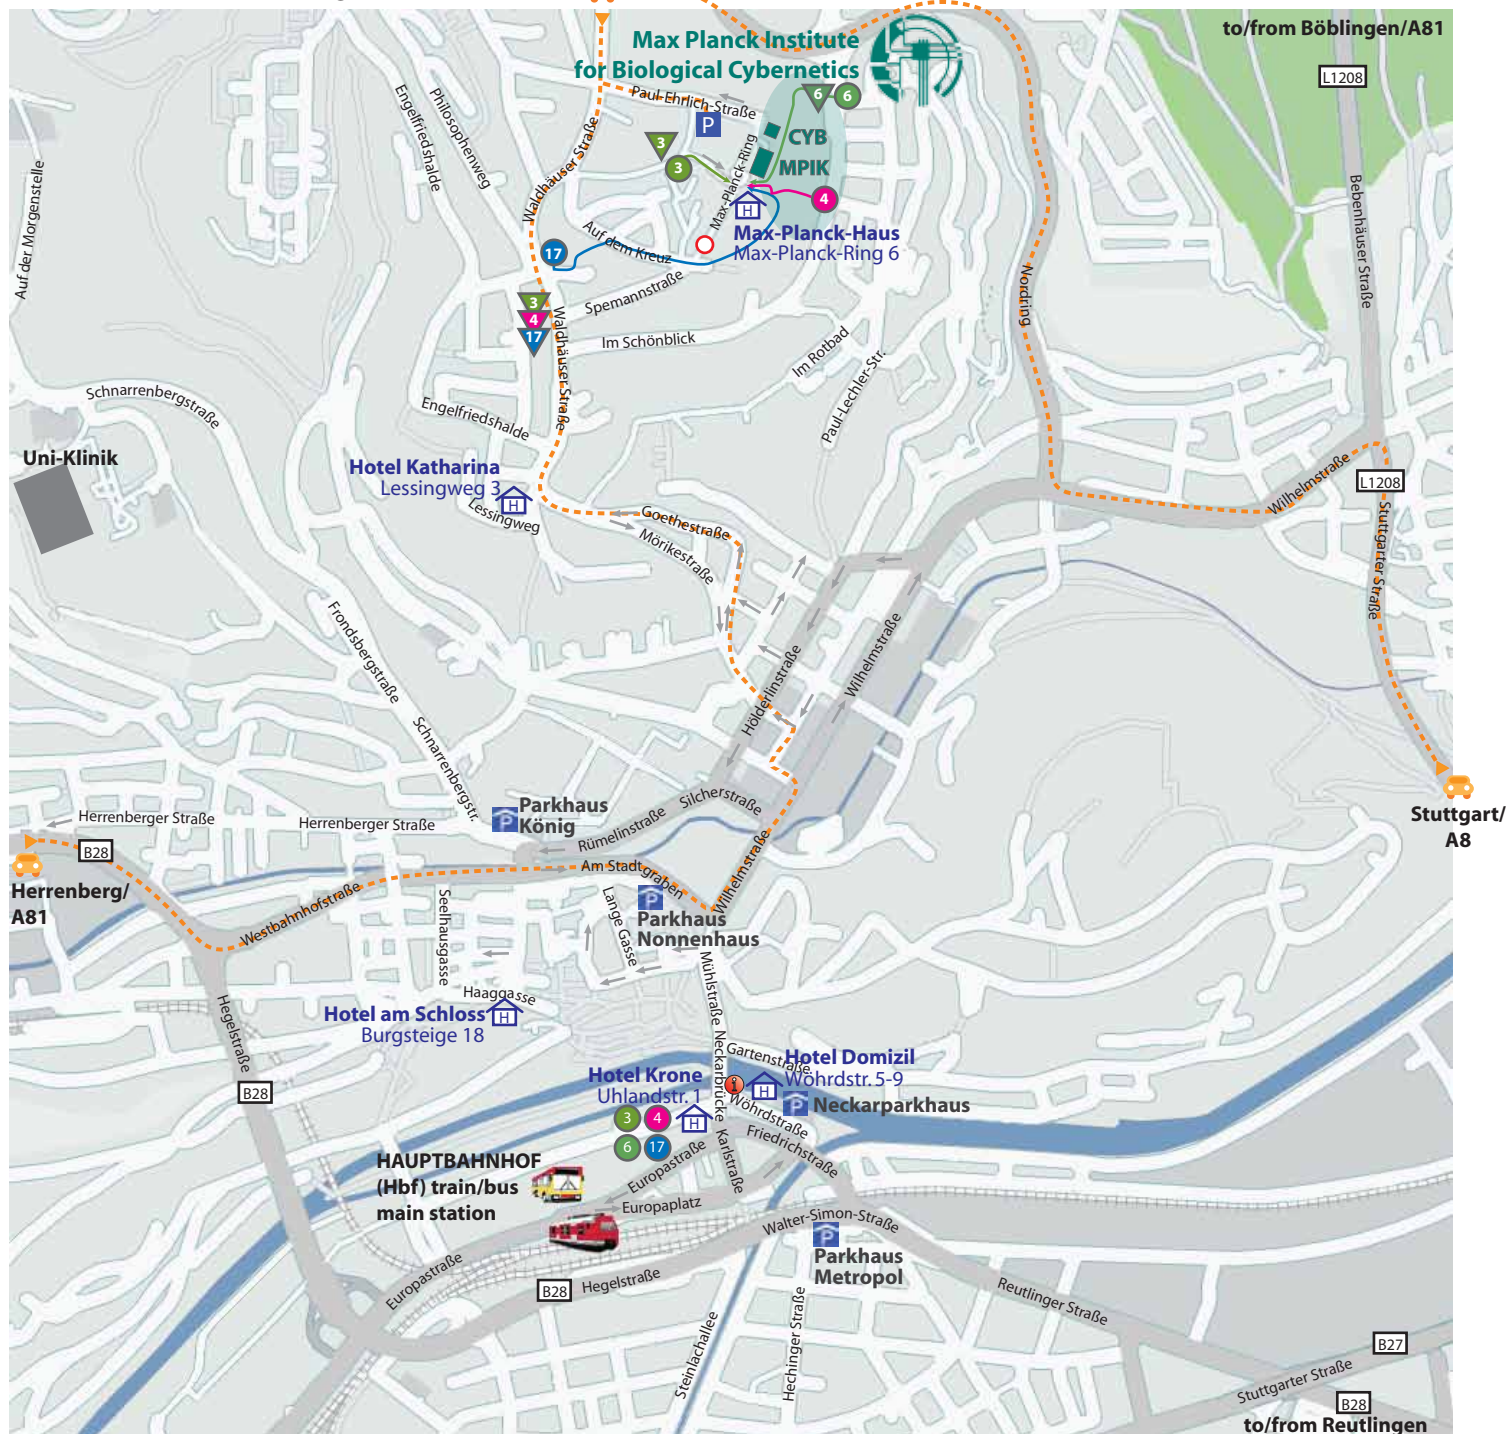 to/from Böblingen/A81
Max Planck Institute
for Biological Cybernetics
L1208
Paul-Ehrlich-Straße
P
6
6
CYB
MPIK
3
3
4
Max-Planck-Ring
H
Max-Planck-Haus
Max-Planck-Ring 6
Engelfriedshalde
Philosophenweg
Waldhäuser Straße
Auf der Morgenstelle
Auf dem Kreuz
17
Spemannstraße
3
4
17
Waldhäuser Straße
Im Schönblick
Im Rotbad
Paul-Lechler-Str.
Nordring
Bebenhäuser Straße
Schnarrenbergstraße
Engelfriedshalde
Uni-Klinik
Hotel Katharina
Lessingweg 3
H
Lessingweg
Goethestraße
Mörikestraße
Wilhelmstraße
L1208
Stuttgarter Straße
Frondsbergstraße
Schnarrenbergstr.
Hölderlinstraße
Wilhelmstraße
Stuttgart/
A8
Herrenberger Straße
Herrenberger Straße
P
Parkhaus
König
Silcherstraße
Rümelinstraße
B28
Herrenberg/
A81
Westbahnhofstraße
Am Stadtgraben
Wilhelmstraße
P
Parkhaus
Nonnenhaus
Lange Gasse
Seelhausgasse
Haaggasse
Mühlstraße
Hotel am Schloss
Burgsteige 18
H
Hegelstraße
B28
Neckarbrücke
Gartenstraße
Hotel Domizil
Wöhrdstr. 5-9
H
i
Hotel Krone
Uhlandstr. 1
H
3
4
6
17
Wöhrdstraße
P
Neckarparkhaus
Friedrichstraße
Karlstraße
HAUPTBAHNHOF
(Hbf) train/bus
main station
Europastraße
Europaplatz
Walter-Simon-Straße
P
Parkhaus
Metropol
Europastraße
B28
Hegelstraße
Reutlinger Straße
Steinlachallee
Hechinger Straße
B27
Stuttgarter Straße
B28
to/from Reutlingen